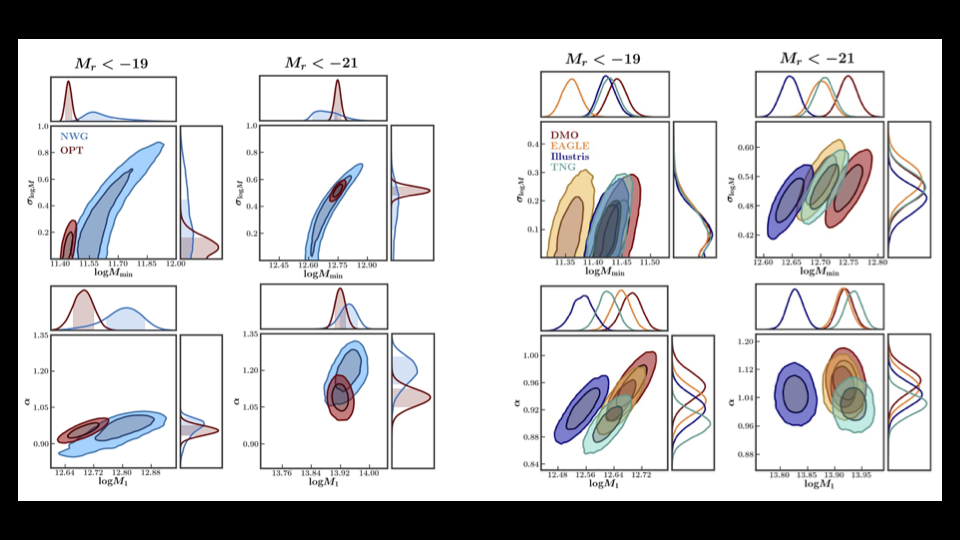 M_r < −19
M_r < −21
M_r < −19
M_r < −21
NWG
OPT
DMO
EAGLE
Illustris
TNG
σ_logM
1.0
0.8
0.6
0.4
0.2
11.40 11.55 11.70 11.85 12.00
logM_min
σ_logM
1.0
0.8
0.6
0.4
0.2
12.45 12.60 12.75 12.90
logM_min
σ_logM
0.4
0.3
0.2
0.1
11.35 11.40 11.45 11.50
logM_min
σ_logM
0.60
0.54
0.48
0.42
12.60 12.65 12.70 12.75 12.80
logM_min
α
1.35
1.20
1.05
0.90
12.64 12.72 12.80 12.88
logM_1
α
1.35
1.20
1.05
0.90
13.76 13.84 13.92 14.00
logM_1
α
1.00
0.96
0.92
0.88
0.84
12.48 12.56 12.64 12.72
logM_1
α
1.20
1.12
1.04
0.96
0.88
13.80 13.85 13.90 13.95
logM_1